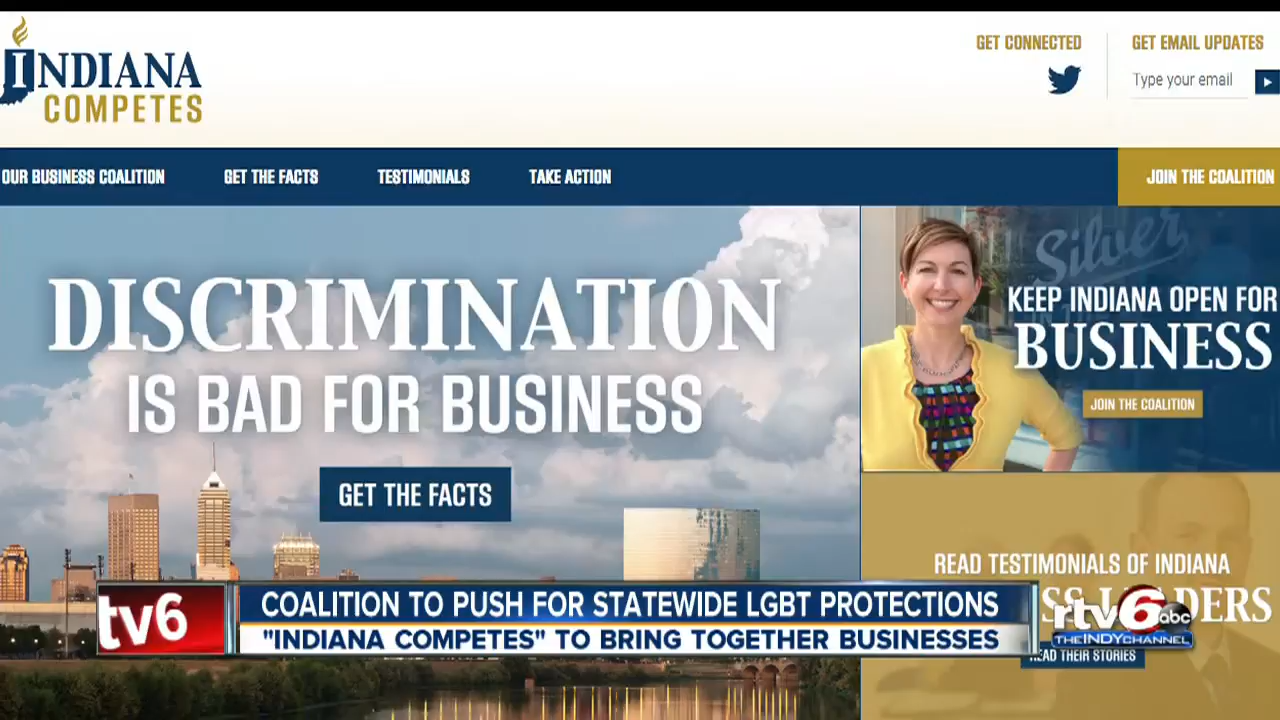 INDIANA
COMPETES
GET CONNECTED
GET EMAIL UPDATES
Type your email
OUR BUSINESS COALITION
GET THE FACTS
TESTIMONIALS
TAKE ACTION
JOIN THE COALITION
DISCRIMINATION
IS BAD FOR BUSINESS
GET THE FACTS
Silver
KEEP INDIANA OPEN FOR
BUSINESS
JOIN THE COALITION
READ TESTIMONIALS OF INDIANA
READ THEIR STORIES
tv6
COALITION TO PUSH FOR STATEWIDE LGBT PROTECTIONS
"INDIANA COMPETES" TO BRING TOGETHER BUSINESSES
rtv6 abc
THEINDYCHANNEL